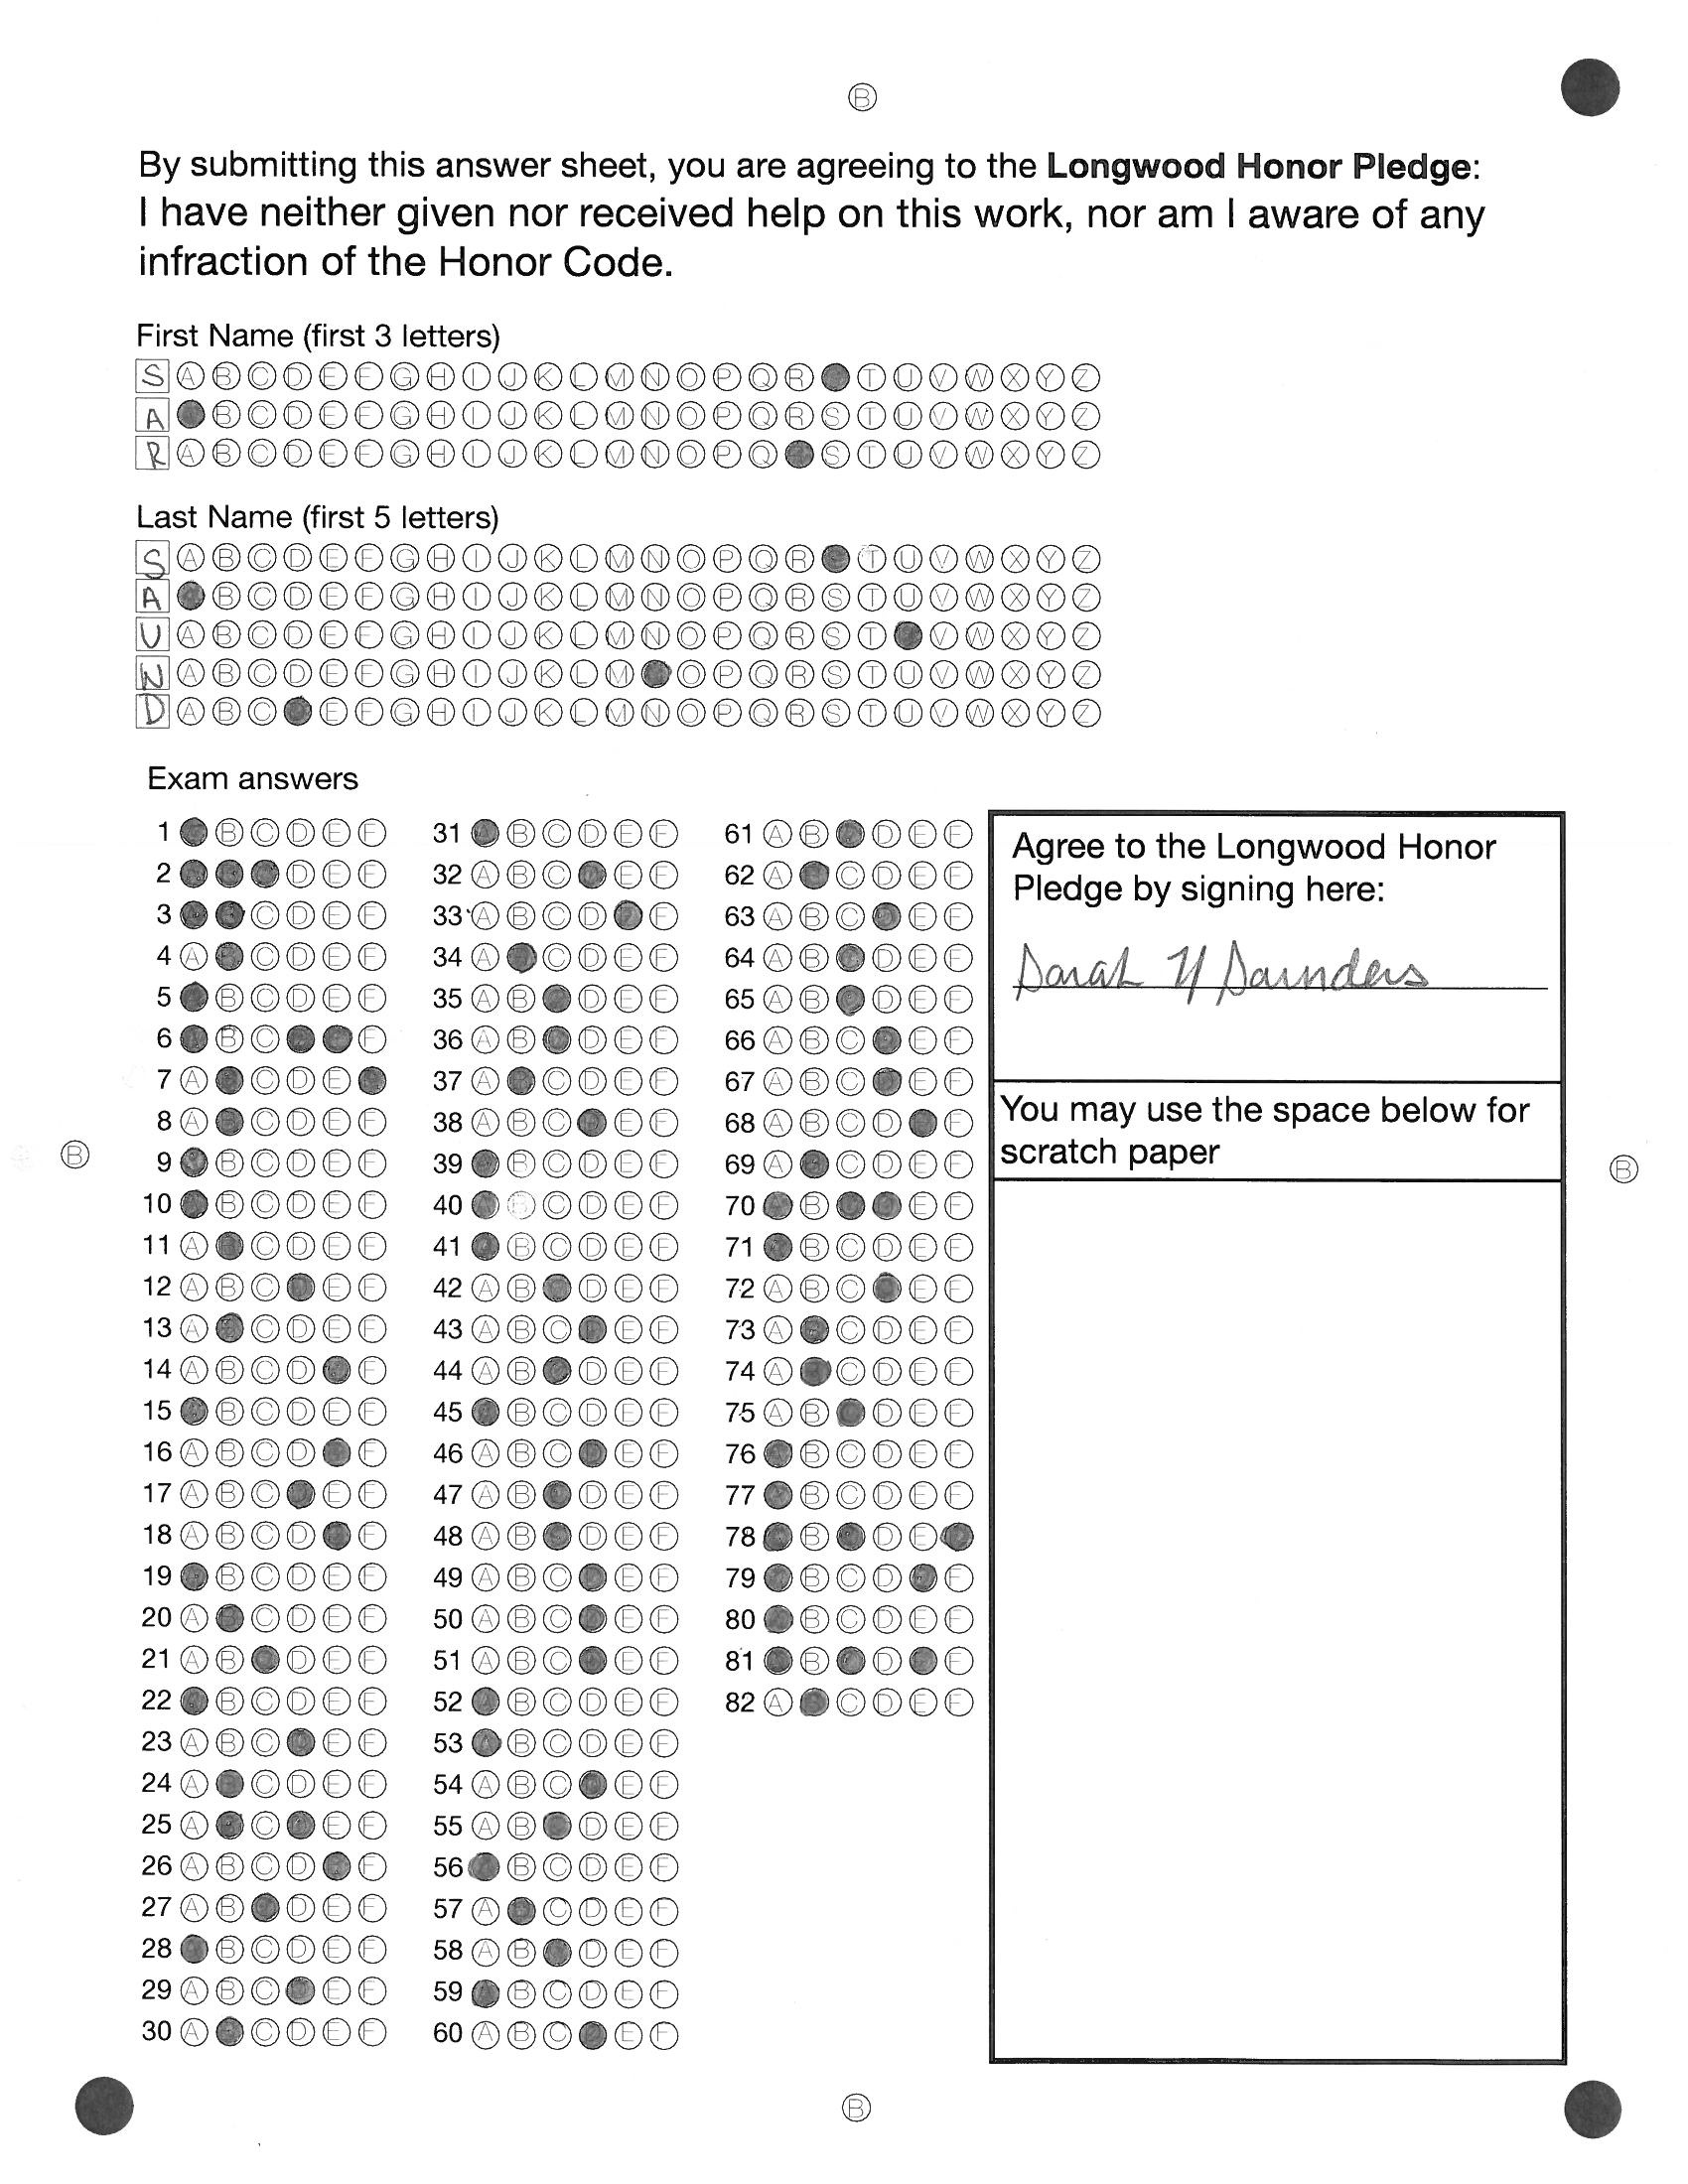 B
By submitting this answer sheet, you are agreeing to the Longwood Honor Pledge:
I have neither given nor received help on this work, nor am I aware of any
infraction of the Honor Code.
First Name (first 3 letters)
S A B C D E F G H I J K L M N O P Q R T U V W X Y Z
A B C D E F G H I J K L M N O P Q R S T U V W X Y Z
R A B C D E F G H I J K L M N O P Q S T U V W X Y Z
Last Name (first 5 letters)
S A B C D E F G H I J K L M N O P Q R T U V W X Y Z
A B C D E F G H I J K L M N O P Q R S T U V W X Y Z
U A B C D E F G H I J K L M N O P Q R S T V W X Y Z
N A B C D E F G H I J K L M O P Q R S T U V W X Y Z
D A B C E F G H I J K L M N O P Q R S T U V W X Y Z
Exam answers
1 B C D E F
2 D E F
3 C D E F
4 A C D E F
5 B C D E F
6 B C F
7 A C D E
8 A C D E F
9 B C D E F
10 B C D E F
11 A C D E F
12 A B C E F
13 A C D E F
14 A B C D F
15 B C D E F
16 A B C D F
17 A B C E F
18 A B C D F
19 B C D E F
20 A C D E F
21 A B D E F
22 B C D E F
23 A B C E F
24 A C D E F
25 A C E F
26 A B C D F
27 A B D E F
28 B C D E F
29 A B C E F
30 A C D E F
31 B C D E F
32 A B C E F
33 A B C D F
34 A C D E F
35 A B D E F
36 A B D E F
37 A C D E F
38 A B C E F
39 B C D E F
40 B C D E F
41 B C D E F
42 A B D E F
43 A B C E F
44 A B D E F
45 B C D E F
46 A B C E F
47 A B D E F
48 A B D E F
49 A B C E F
50 A B C E F
51 A B C E F
52 B C D E F
53 B C D E F
54 A B C E F
55 A B D E F
56 B C D E F
57 A C D E F
58 A B D E F
59 B C D E F
60 A B C E F
61 A B D E F
62 A C D E F
63 A B C E F
64 A B D E F
65 A B D E F
66 A B C E F
67 A B C E F
68 A B C D F
69 A C D E F
70 B E F
71 B C D E F
72 A B C E F
73 A C D E F
74 A C D E F
75 A B D E F
76 B C D E F
77 B C D E F
78 B D E
79 B C D F
80 B C D E F
81 B D F
82 A C D E F
Agree to the Longwood Honor
Pledge by signing here:
Sarah N Saunders
You may use the space below for
scratch paper
B
B
B